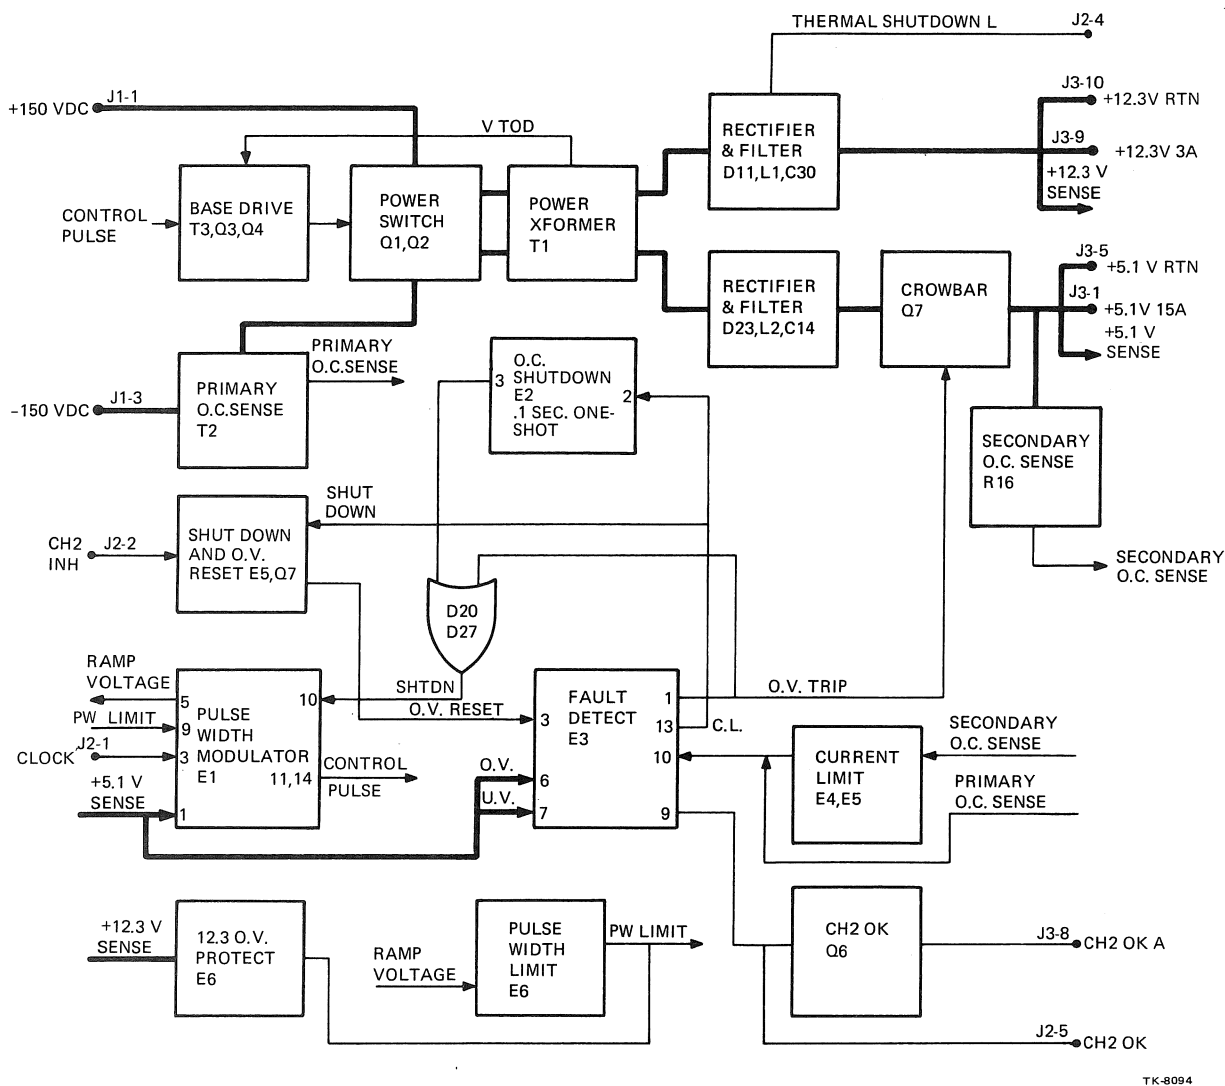 THERMAL SHUTDOWN L
J2-4
J1-1
+150 VDC
J3-10
+12.3V RTN
RECTIFIER
& FILTER
D11,L1,C30
J3-9
+12.3V 3A
+12.3 V
SENSE
V TOD
CONTROL
PULSE
BASE DRIVE
T3,Q3,Q4
POWER
SWITCH
Q1,Q2
POWER
XFORMER
T1
RECTIFIER
& FILTER
D23,L2,C14
CROWBAR
Q7
J3-5
+5.1 V RTN
J3-1
+5.1V 15A
+5.1 V
SENSE
PRIMARY
O.C.SENSE
J1-3
-150 VDC
PRIMARY
O.C.SENSE
T2
3
O.C.
SHUTDOWN
E2
.1 SEC. ONE-
SHOT
2
SECONDARY
O.C. SENSE
R16
SECONDARY
O.C. SENSE
SHUT
DOWN
CH2
INH
J2-2
SHUT DOWN
AND O.V.
RESET E5,Q7
D20
D27
RAMP
VOLTAGE
5
PW LIMIT
9
CLOCK
J2-1
3
+5.1 V
SENSE
1
PULSE
WIDTH
MODULATOR
E1
10
11,14
SHTDN
O.V. RESET
CONTROL
PULSE
O.V.
U.V.
3
6
7
FAULT
DETECT
E3
1
13
10
9
O.V. TRIP
C.L.
CURRENT
LIMIT
E4,E5
SECONDARY
O.C. SENSE
PRIMARY
O.C. SENSE
+12.3 V
SENSE
12.3 O.V.
PROTECT
E6
RAMP
VOLTAGE
PULSE
WIDTH
LIMIT
E6
PW LIMIT
CH2 OK
Q6
J3-8
CH2 OK A
J2-5
CH2 OK
TK-8094